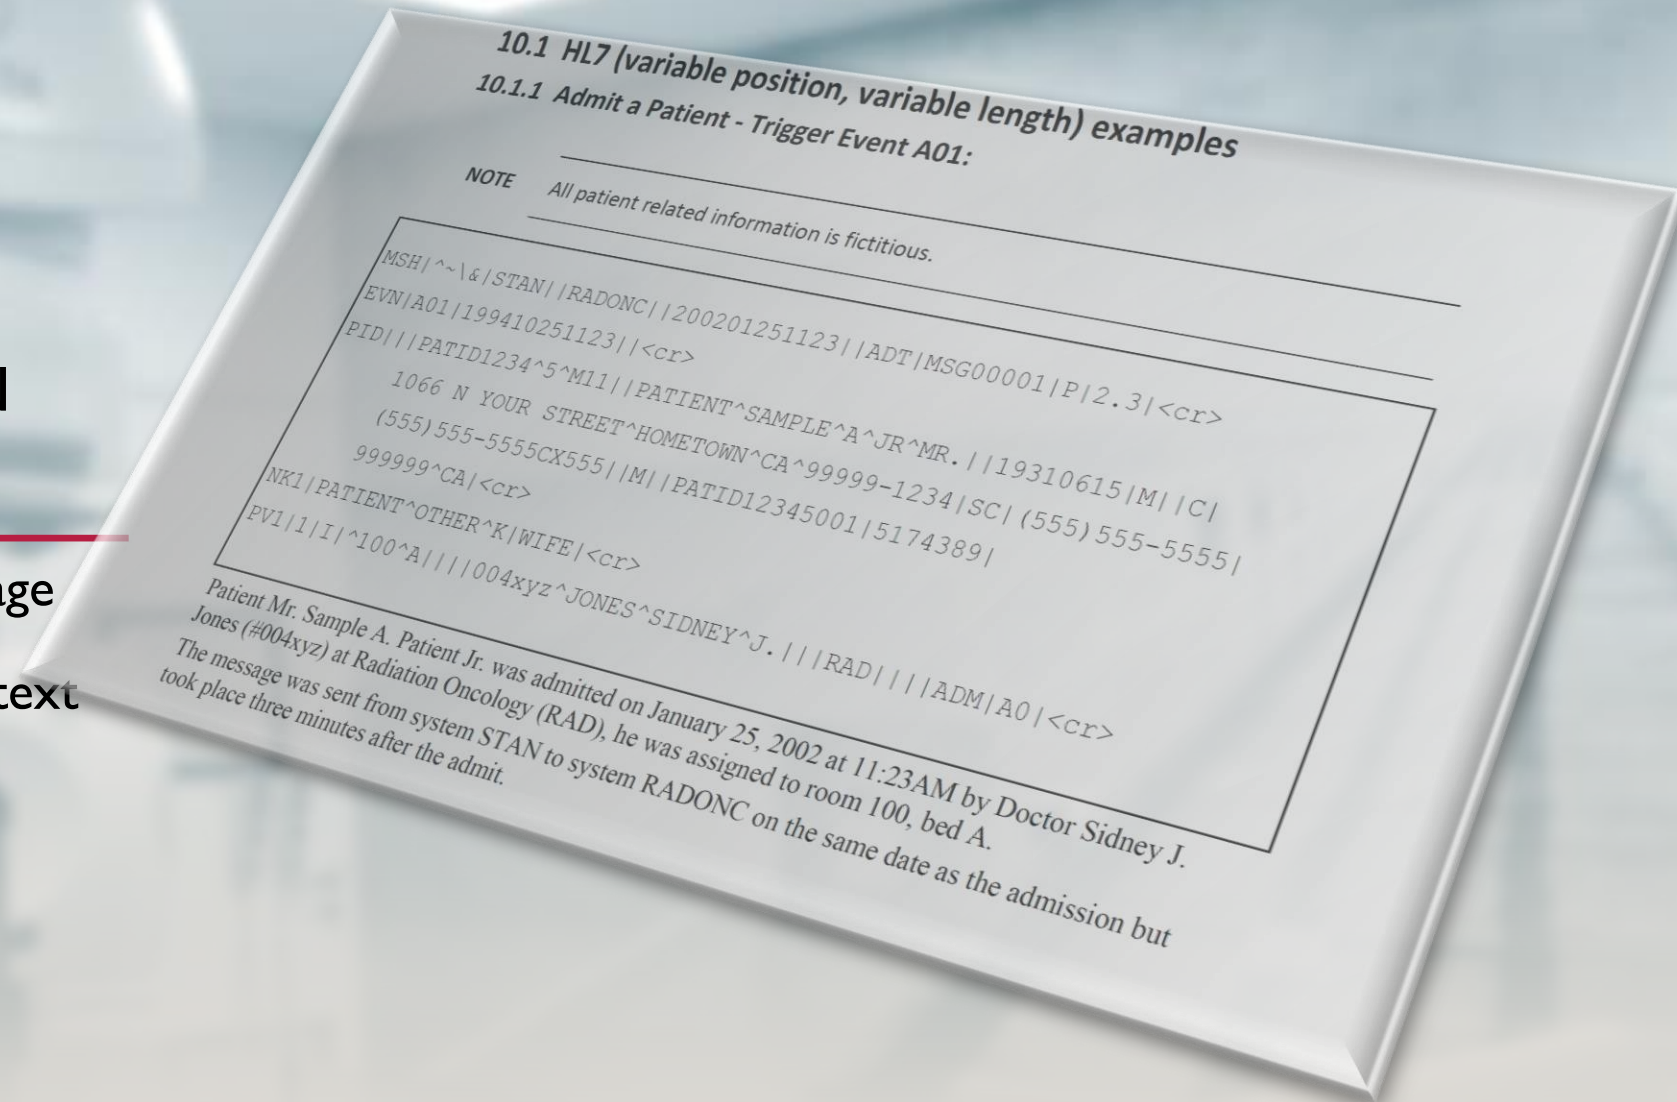 10.1 HL7 (variable position, variable length) examples
10.1.1 Admit a Patient - Trigger Event A01:
NOTE All patient related information is fictitious.
MSH|^~\&|STAN||RADONC||200201251123||ADT|MSG00001|P|2.3|<cr>
EVN|A01|199410251123||<cr>
PID|||PATID1234^5^M11||PATIENT^SAMPLE^A^JR^MR.||19310615|M||C|
1066 N YOUR STREET^HOMETOWN^CA^99999-1234|SC|(555)555-5555|
(555)555-5555CX555||M||PATID12345001|5174389|
999999^CA|<cr>
NK1|PATIENT^OTHER^K|WIFE|<cr>
PV1|1|I|^100^A||||004xyz^JONES^SIDNEY^J.|||RAD||||ADM|A0|<cr>
Patient Mr. Sample A. Patient Jr. was admitted on January 25, 2002 at 11:23AM by Doctor Sidney J.
Jones (#004xyz) at Radiation Oncology (RAD), he was assigned to room 100, bed A.
The message was sent from system STAN to system RADONC on the same date as the admission but
took place three minutes after the admit.
text